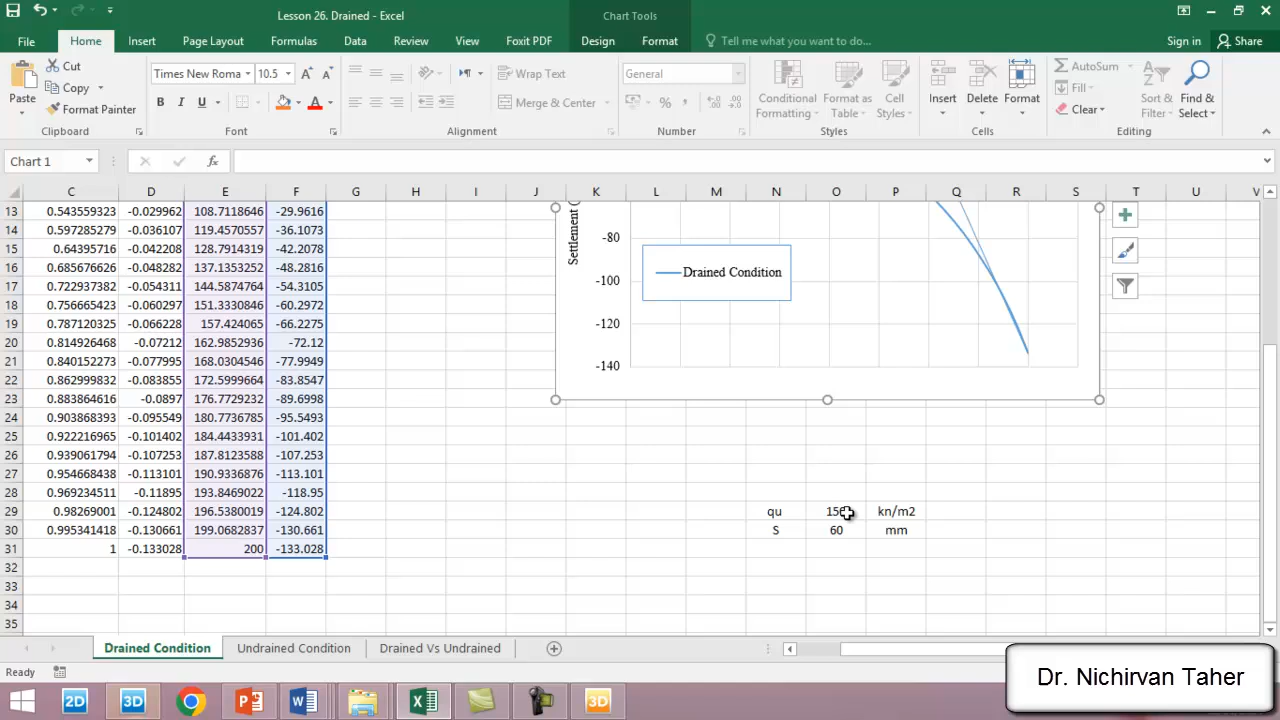 Lesson 26. Drained - Excel
Chart Tools
File Home Insert Page Layout Formulas Data Review View Foxit PDF Design Format Tell me what you want to do... Sign in Share
Paste
Cut
Copy
Format Painter
Times New Roma 10.5
B I U
Wrap Text
Merge & Center
General
Conditional Formatting
Format as Table
Cell Styles
Insert
Delete
Format
AutoSum
Fill
Clear
Sort & Filter
Find & Select
Clipboard Font Alignment Number Styles Cells Editing
Chart 1
C D E F G H I J K L M N O P Q R S T U V
13 0.543559323 -0.029962 108.7118646 -29.9616
14 0.597285279 -0.036107 119.4570557 -36.1073
15 0.64395716 -0.042208 128.7914319 -42.2078
16 0.685676626 -0.048282 137.1353252 -48.2816
17 0.722937382 -0.054311 144.5874764 -54.3105
18 0.756665423 -0.060297 151.3330846 -60.2972
19 0.787120325 -0.066228 157.424065 -66.2275
20 0.814926468 -0.07212 162.9852936 -72.12
21 0.840152273 -0.077995 168.0304546 -77.9949
22 0.862999832 -0.083855 172.5999664 -83.8547
23 0.883864616 -0.0897 176.7729232 -89.6998
24 0.903868393 -0.095549 180.7736785 -95.5493
25 0.922216965 -0.101402 184.4433931 -101.402
26 0.939061794 -0.107253 187.8123588 -107.253
27 0.954668438 -0.113101 190.9336876 -113.101
28 0.969234511 -0.11895 193.8469022 -118.95
29 0.98269001 -0.124802 196.5380019 -124.802
30 0.995341418 -0.130661 199.0682837 -130.661
31 1 -0.133028 200 -133.028
32
33
34
35
Settlement (
-80
-100
-120
-140
Drained Condition
qu kn/m2
S 60 mm
Drained Condition Undrained Condition Drained Vs Undrained
Ready
2D 3D 3D
Dr. Nichirvan Taher